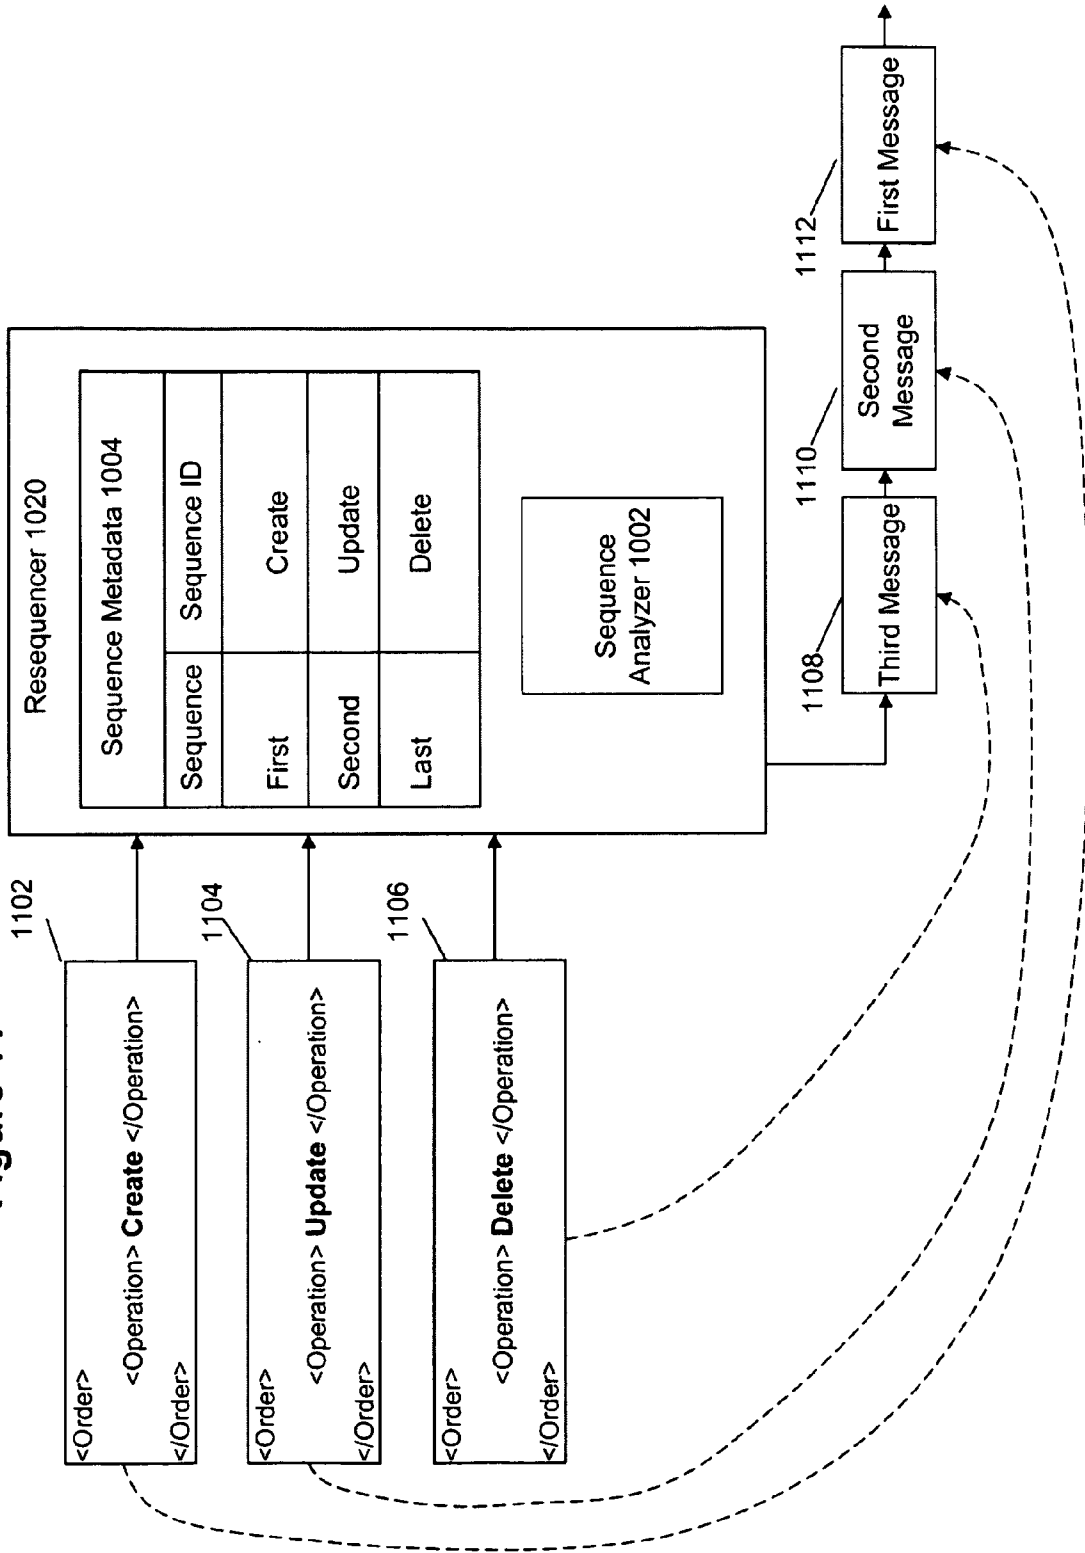 1102
<Order>
<Operation> Create </Operation>
</Order>
1104
<Order>
<Operation> Update </Operation>
</Order>
1106
<Order>
<Operation> Delete </Operation>
</Order>
Resequencer 1020
Sequence Metadata 1004
Sequence Sequence ID
First Create
Second Update
Last Delete
Sequence
Analyzer 1002
1108
Third Message
1110
Second
Message
1112
First Message